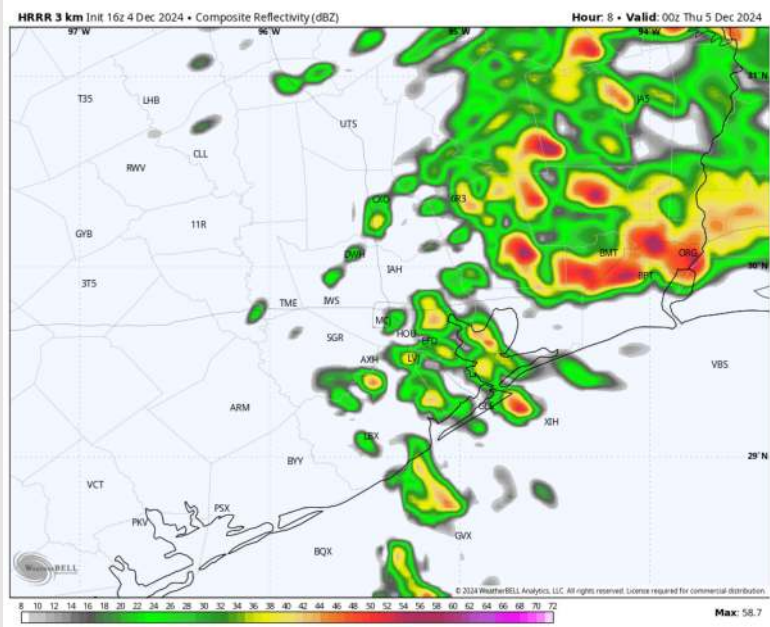 HRRR 3 km Init 16z 4 Dec 2024 • Composite Reflectivity (dBZ) Hour: 8 • Valid: 00z Thu 5 Dec 2024
97°W 96°W 95°W 94°W
31°N
T35 LHB JAS
UTS
CLL
RWV
CXO 6R3
11R
GYB
DWH BMT ORG
IAH 30°N
3T5 BPT
TME IWS
MCJ
SGR HOU EFD
AXH LVJ
VBS
ARM GLS XIH
LBX
BYY 29°N
VCT
PSX
PKV
GVX
BQX
WeatherBELL
© 2024 WeatherBELL Analytics, LLC. All rights reserved. License required for commercial distribution.
8 10 12 14 16 18 20 22 24 26 28 30 32 34 36 38 40 42 44 46 48 50 52 54 56 58 60 62 64 66 68 70 72 Max: 58.7